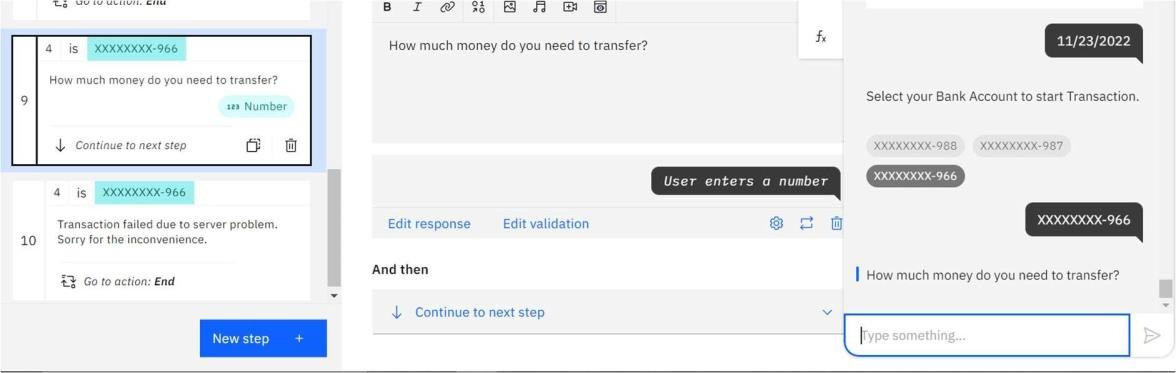 Go to action: End
4 is XXXXXXXX-966
9
How much money do you need to transfer?
123 Number
Continue to next step
4 is XXXXXXXX-966
10
Transaction failed due to server problem.
Sorry for the inconvenience.
Go to action: End
New step +
B I
How much money do you need to transfer?
fx
User enters a number
Edit response Edit validation
And then
Continue to next step
11/23/2022
Select your Bank Account to start Transaction.
XXXXXXXX-988 XXXXXXXX-987
XXXXXXXX-966
XXXXXXXX-966
How much money do you need to transfer?
Type something...